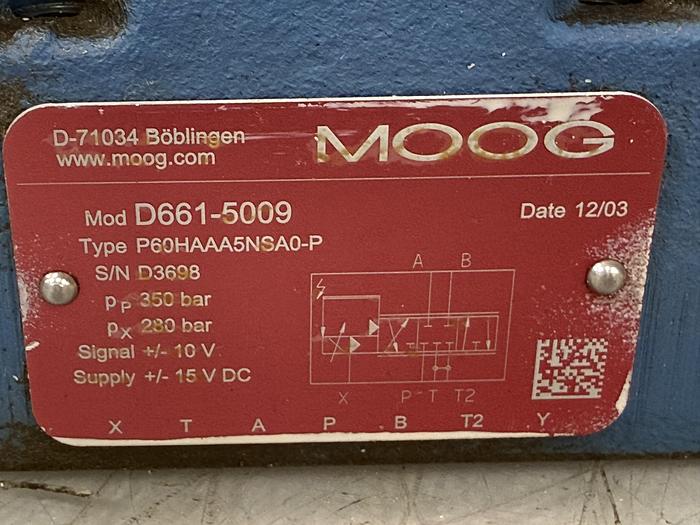 D-71034 Böblingen
www.moog.com
MOOG
Mod D661-5009
Date 12/03
Type P60HAAA5NSA0-P
S/N D3698
pP 350 bar
pX 280 bar
Signal +/- 10 V
Supply +/- 15 V DC
A B
X P T T2
X T A P B T2 Y